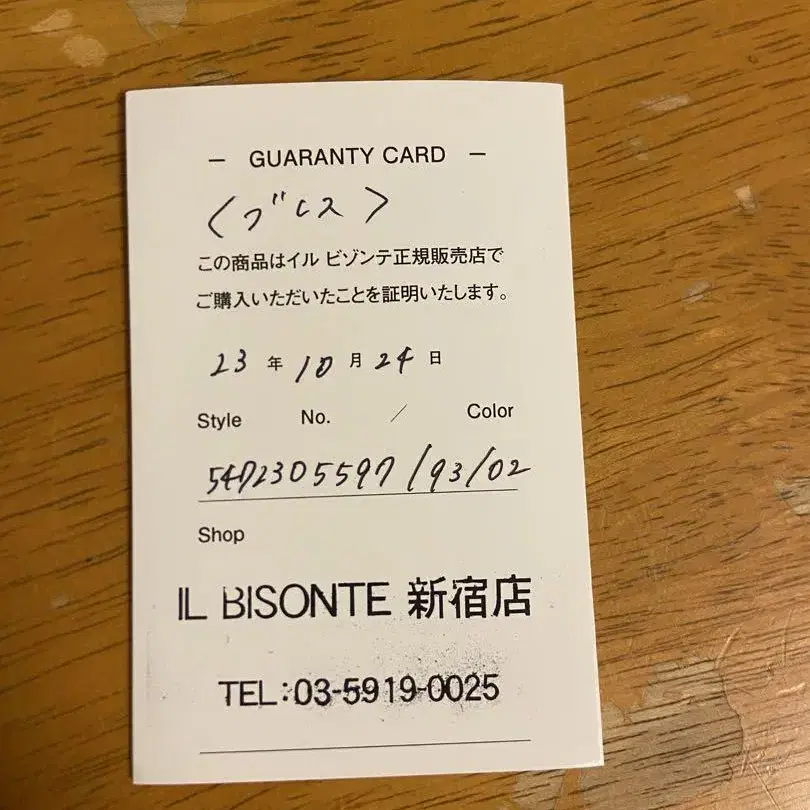 — GUARANTY CARD —
〈ブレス〉
この商品はイル ビゾンテ正規販売店で
ご購入いただいたことを証明いたします。
23 年 10 月 24 日
Style No. / Color
5472305597 / 93/02
Shop
IL BISONTE 新宿店
TEL:03-5919-0025